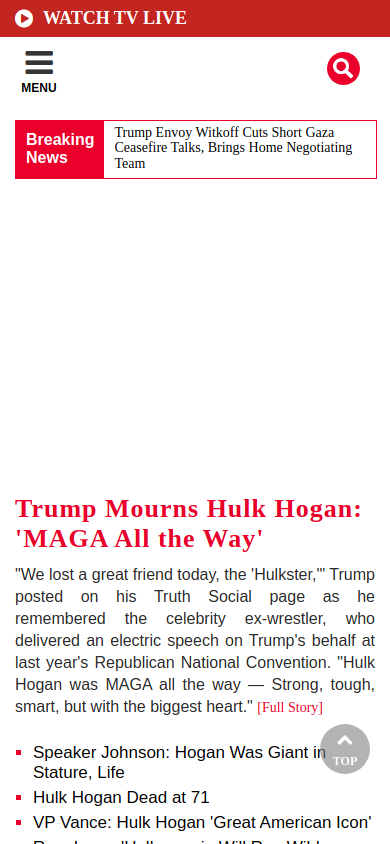 WATCH TV LIVE
MENU
Breaking
News
Trump Envoy Witkoff Cuts Short Gaza
Ceasefire Talks, Brings Home Negotiating
Team
Trump Mourns Hulk Hogan:
'MAGA All the Way'
"We lost a great friend today, the 'Hulkster,'" Trump
posted on his Truth Social page as he
remembered the celebrity ex-wrestler, who
delivered an electric speech on Trump's behalf at
last year's Republican National Convention. "Hulk
Hogan was MAGA all the way — Strong, tough,
smart, but with the biggest heart." [Full Story]
Speaker Johnson: Hogan Was Giant in
Stature, Life
TOP
Hulk Hogan Dead at 71
VP Vance: Hulk Hogan 'Great American Icon'